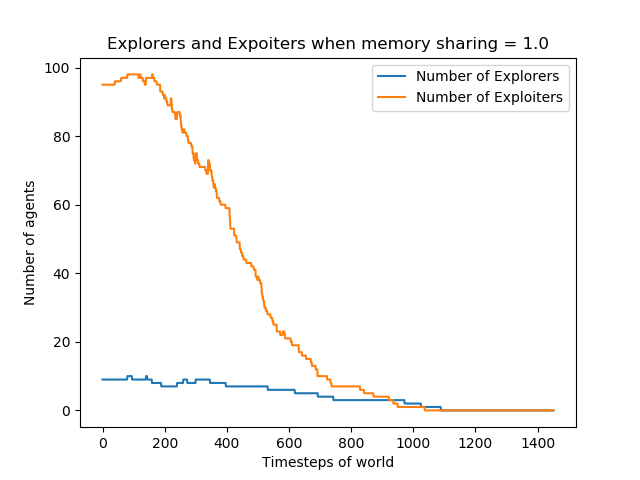 Explorers and Expoiters when memory sharing = 1.0
Number of Explorers
Number of Exploiters
Number of agents
100
80
60
40
20
0
0 200 400 600 800 1000 1200 1400
Timesteps of world